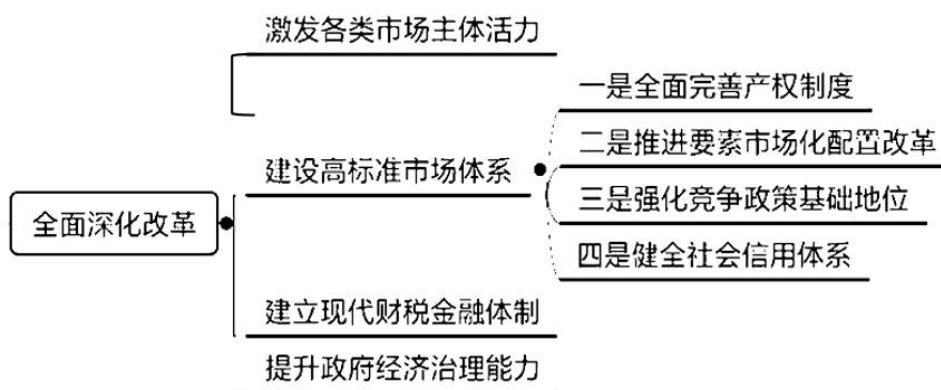 激发各类市场主体活力
一是全面完善产权制度
二是推进要素市场化配置改革
建设高标准市场体系
三是强化竞争政策基础地位
全面深化改革
四是健全社会信用体系
建立现代财税金融体制
提升政府经济治理能力